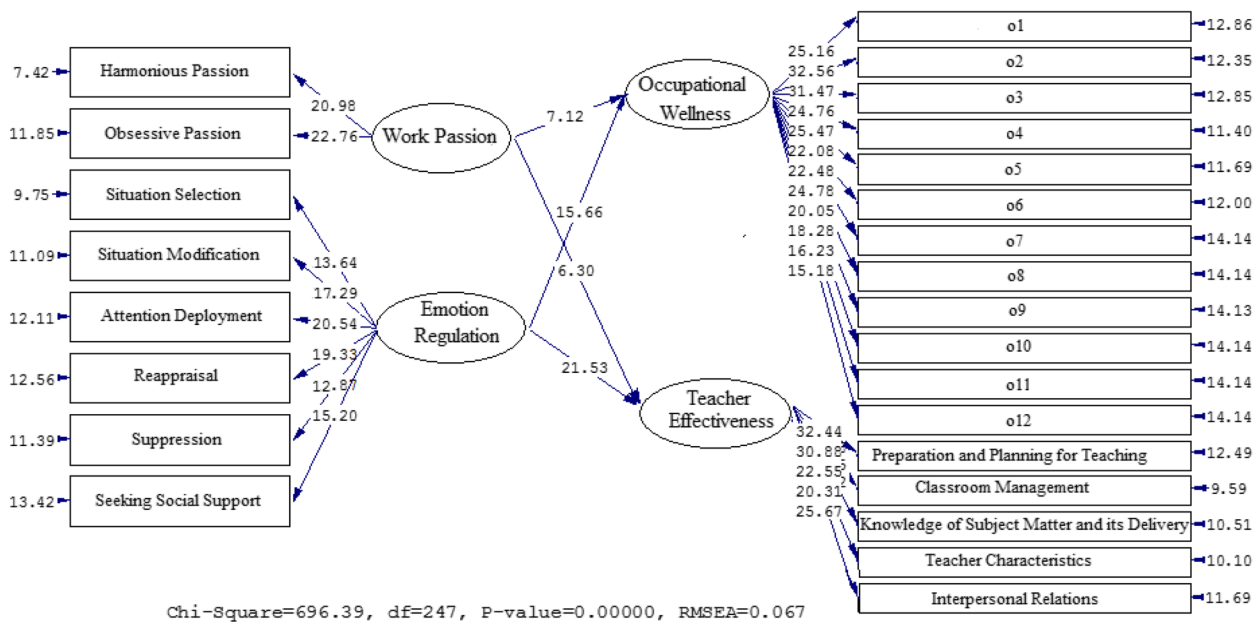 7.42
Harmonious Passion
11.85
Obsessive Passion
9.75
Situation Selection
11.09
Situation Modification
12.11
Attention Deployment
12.56
Reappraisal
11.39
Suppression
13.42
Seeking Social Support
20.98
22.76
Work Passion
13.64
17.29
20.54
19.33
12.87
15.20
Emotion
Regulation
7.12
15.66
6.30
21.53
Occupational
Wellness
Teacher
Effectiveness
25.16
32.56
31.47
24.76
25.47
22.08
22.48
24.78
20.05
18.28
16.23
15.18
o1
12.86
o2
12.35
o3
12.85
o4
11.40
o5
11.69
o6
12.00
o7
14.14
o8
14.14
o9
14.13
o10
14.14
o11
14.14
o12
14.14
32.44
30.88
22.55
20.31
25.67
Preparation and Planning for Teaching
12.49
Classroom Management
9.59
Knowledge of Subject Matter and its Delivery
10.51
Teacher Characteristics
10.10
Interpersonal Relations
11.69
Chi-Square=696.39, df=247, P-value=0.00000, RMSEA=0.067